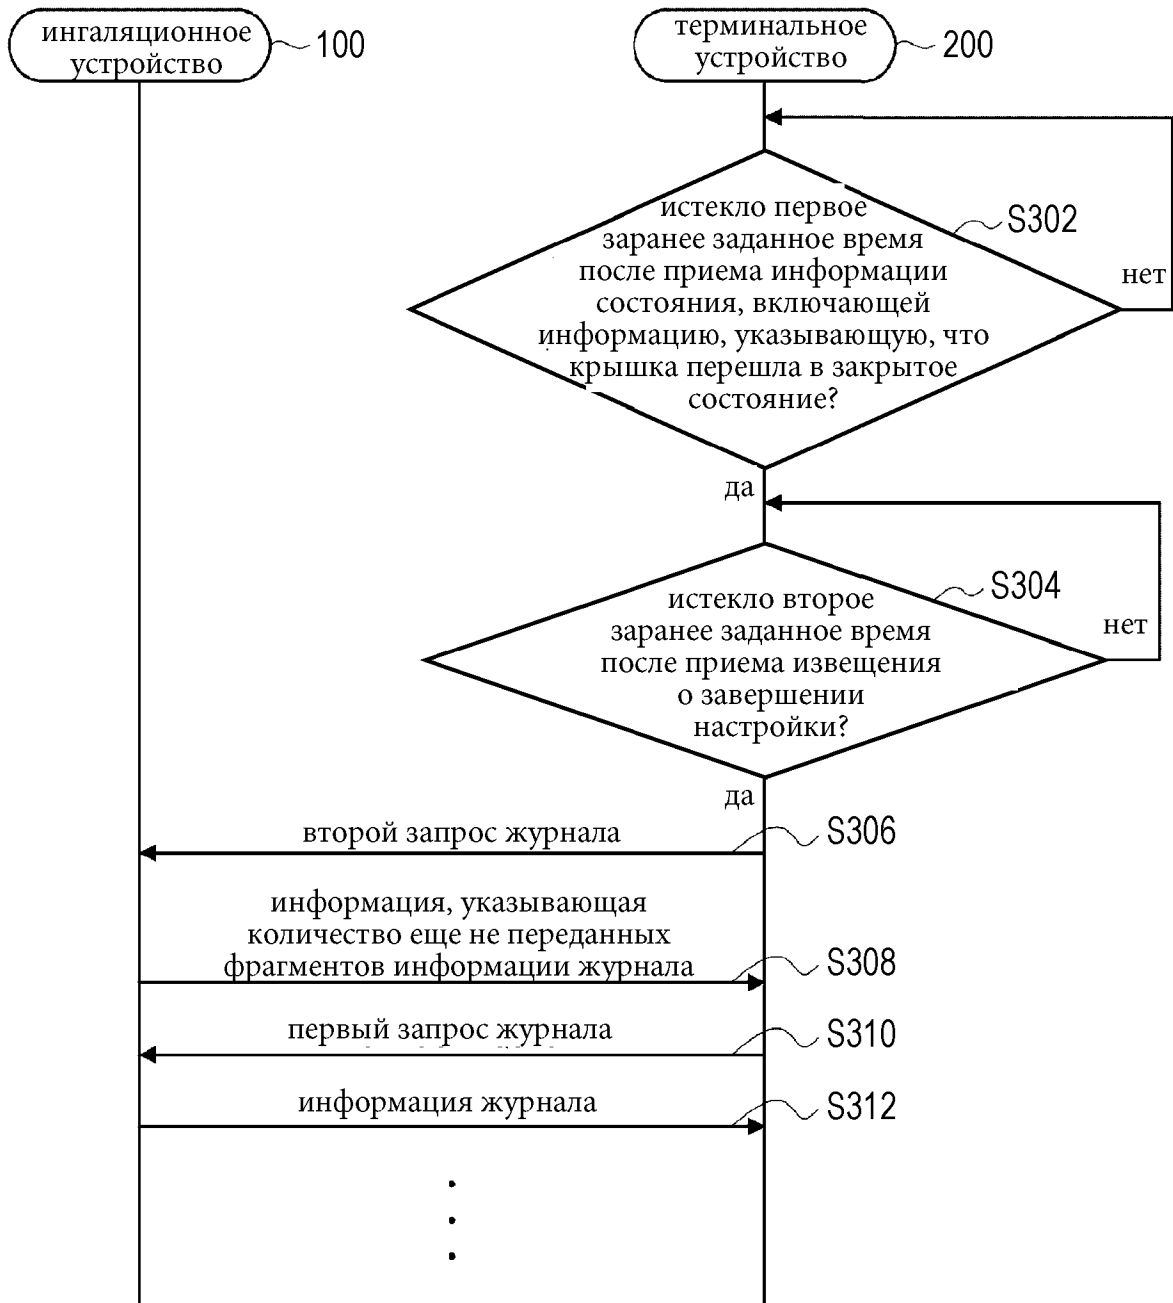 ингаляционное
устройство
100
терминальное
устройство
200
истекло первое
заранее заданное время
после приема информации
состояния, включающей
информацию, указывающую, что
крышка перешла в закрытое
состояние?
S302
нет
да
истекло второе
заранее заданное время
после приема извещения
о завершении
настройки?
S304
нет
да
второй запрос журнала
S306
информация, указывающая
количество еще не переданных
фрагментов информации журнала
S308
первый запрос журнала
S310
информация журнала
S312